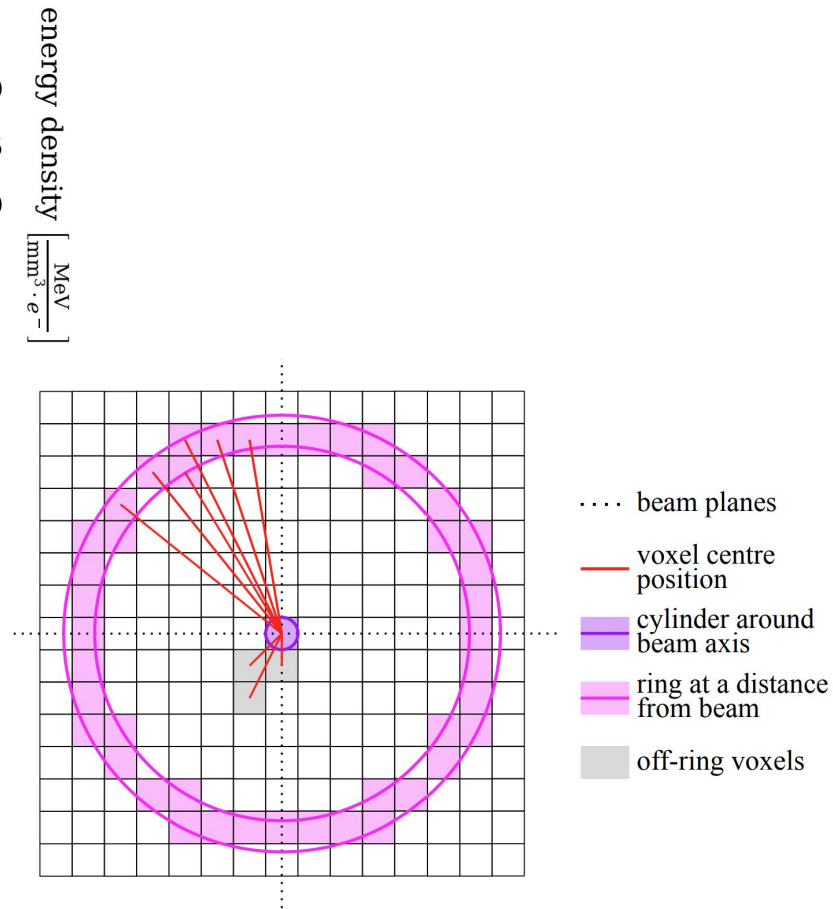 energy density [MeV / mm³ · e⁻]
beam planes
voxel centre
position
cylinder around
beam axis
ring at a distance
from beam
off-ring voxels